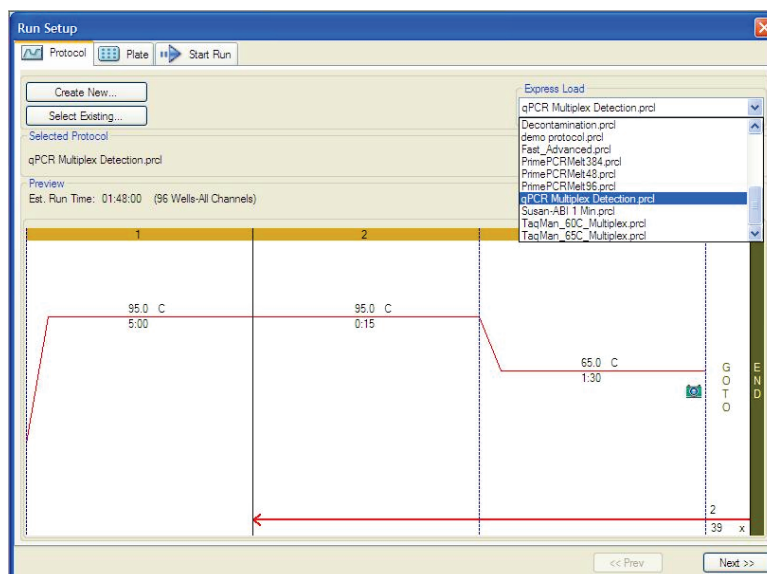 Run Setup
Protocol Plate Start Run
Create New...
Select Existing...
Express Load
qPCR Multiplex Detection.prcl
Decontamination.prcl
demo protocol.prcl
Fast_Advanced.prcl
PrimePCRMelt384.prcl
PrimePCRMelt48.prcl
PrimePCRMelt96.prcl
qPCR Multiplex Detection.prcl
Susan-ABI 1 Min.prcl
TaqMan_60C_Multiplex.prcl
TaqMan_65C_Multiplex.prcl
Selected Protocol
qPCR Multiplex Detection.prcl
Preview
Est. Run Time: 01:48:00 (96 Wells-All Channels)
1 2
95.0 C
5:00
95.0 C
0:15
65.0 C
1:30
GOTO
END
2
39 x
<< Prev Next >>